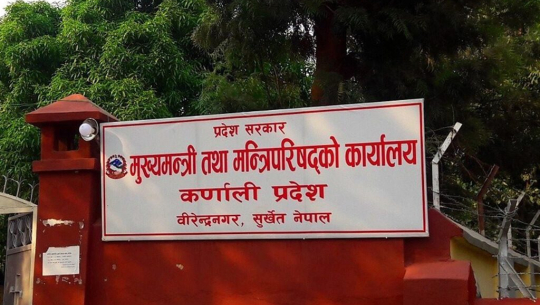 प्रदेश सरकार
मुख्यमन्त्री तथा मन्त्रिपरिषद्को कार्यालय
कर्णाली प्रदेश
वीरेन्द्रनगर, सुर्खेत नेपाल